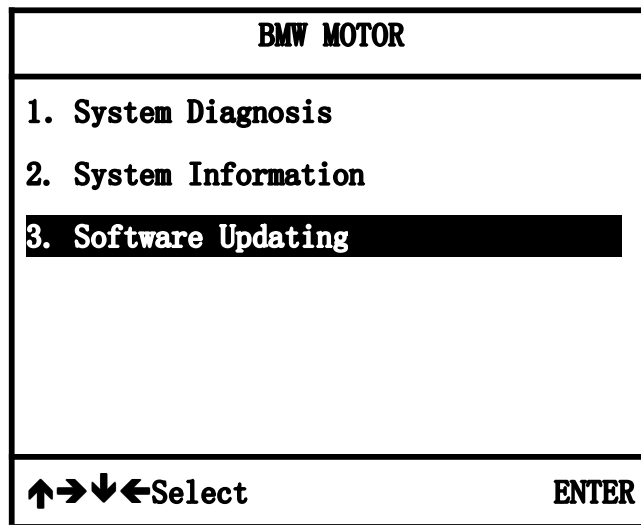 BMW MOTOR
1. System Diagnosis
2. System Information
3. Software Updating
↑→↓←Select ENTER